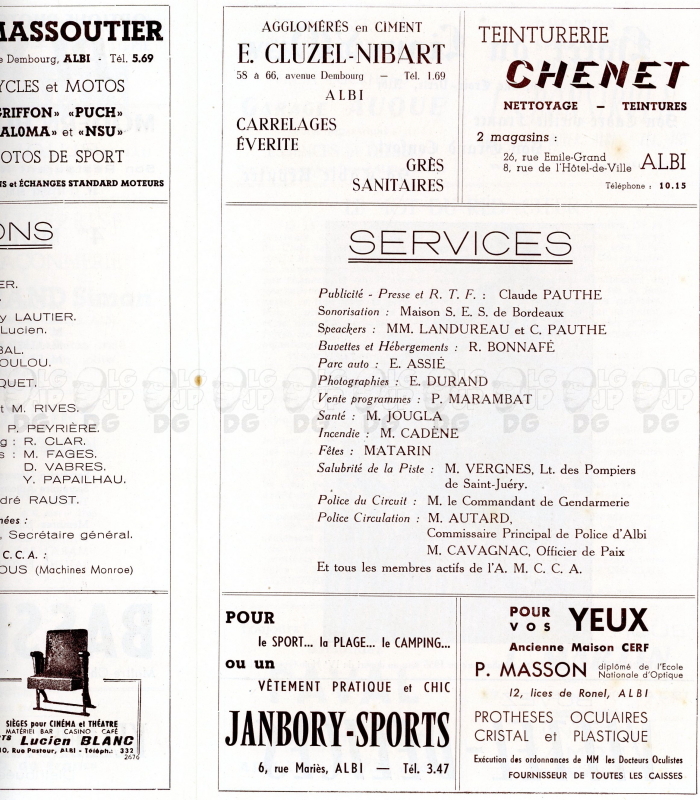 MASSOUTIER
Dembourg, ALBI - Tél. 5.69
CYCLES et MOTOS
GRIFFON» «PUCH»
PALOMA» et «NSU»
MOTOS DE SPORT
et ÉCHANGES STANDARD MOTEURS
LAUTIER.
Lucien.
M. RIVES.
P. PEYRIÈRE.
: R. CLAR.
: M. FAGES.
D. VABRES.
Y. PAPAILHAU.
RAUST.
, Secrétaire général.
C. C. A. :
(Machines Monroe)
SIÈGES pour CINÉMA et THÉATRE
MATÉRIEL BAR CASINO CAFÉ
Lucien BLANC
10, Rue Pasteur, ALBI - Téléph.: 332
2676
AGGLOMÉRÉS en CIMENT
E. CLUZEL-NIBART
58 à 66, avenue Dembourg — Tél. 1.69
ALBI
CARRELAGES
ÉVERITE
GRÈS
SANITAIRES
TEINTURERIE
CHENET
NETTOYAGE - TEINTURES
2 magasins :
26, rue Emile-Grand
8, rue de l'Hôtel-de-Ville ALBI
Téléphone : 10.15
SERVICES
Publicité - Presse et R. T. F. : Claude PAUTHE
Sonorisation : Maison S. E. S. de Bordeaux
Speackers : MM. LANDUREAU et C. PAUTHE
Buvettes et Hébergements : R. BONNAFÉ
Parc auto : E. ASSIÉ
Photographies : E. DURAND
Vente programmes : P. MARAMBAT
Santé : M. JOUGLA
Incendie : M. CADÈNE
Fêtes : MATARIN
Salubrité de la Piste : M. VERGNES, Lt. des Pompiers
de Saint-Juéry.
Police du Circuit : M. le Commandant de Gendarmerie
Police Circulation : M. AUTARD,
Commissaire Principal de Police d'Albi
M. CAVAGNAC, Officier de Paix
Et tous les membres actifs de l'A. M. C. C. A.
POUR
le SPORT... la PLAGE... le CAMPING...
ou un
VÊTEMENT PRATIQUE et CHIC
JANBORY-SPORTS
6, rue Mariès, ALBI — Tél. 3.47
POUR VOS YEUX
Ancienne Maison CERF
P. MASSON diplômé de l'Ecole Nationale d'Optique
12, lices de Ronel, ALBI
PROTHESES OCULAIRES
CRISTAL et PLASTIQUE
Exécution des ordonnances de MM les Docteurs Oculistes
FOURNISSEUR DE TOUTES LES CAISSES